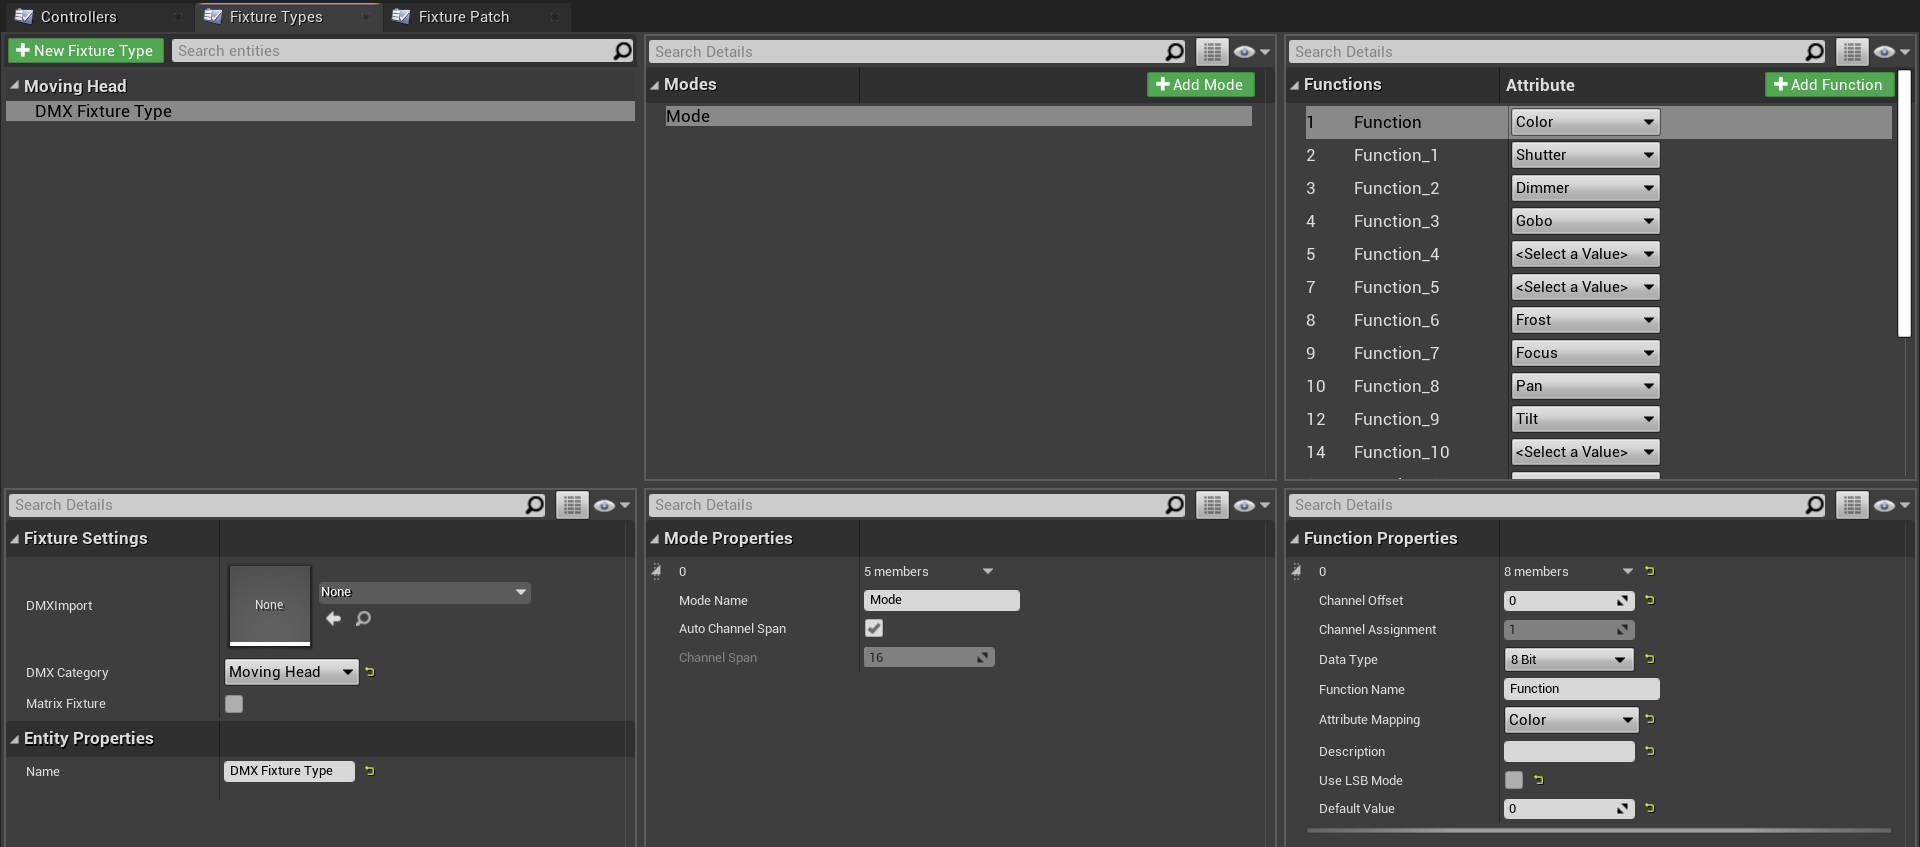 Controllers
Fixture Types
Fixture Patch
New Fixture Type
Search entities
Moving Head
DMX Fixture Type
Search Details
Modes
Add Mode
Mode
Search Details
Functions
Attribute
Add Function
1 Function Color
2 Function_1 Shutter
3 Function_2 Dimmer
4 Function_3 Gobo
5 Function_4 <Select a Value>
7 Function_5 <Select a Value>
8 Function_6 Frost
9 Function_7 Focus
10 Function_8 Pan
12 Function_9 Tilt
14 Function_10 <Select a Value>
Search Details
Fixture Settings
DMXImport
None
None
DMX Category Moving Head
Matrix Fixture
Entity Properties
Name DMX Fixture Type
Search Details
Mode Properties
0 5 members
Mode Name Mode
Auto Channel Span
Channel Span 16
Search Details
Function Properties
0 8 members
Channel Offset 0
Channel Assignment 1
Data Type 8 Bit
Function Name Function
Attribute Mapping Color
Description
Use LSB Mode
Default Value 0